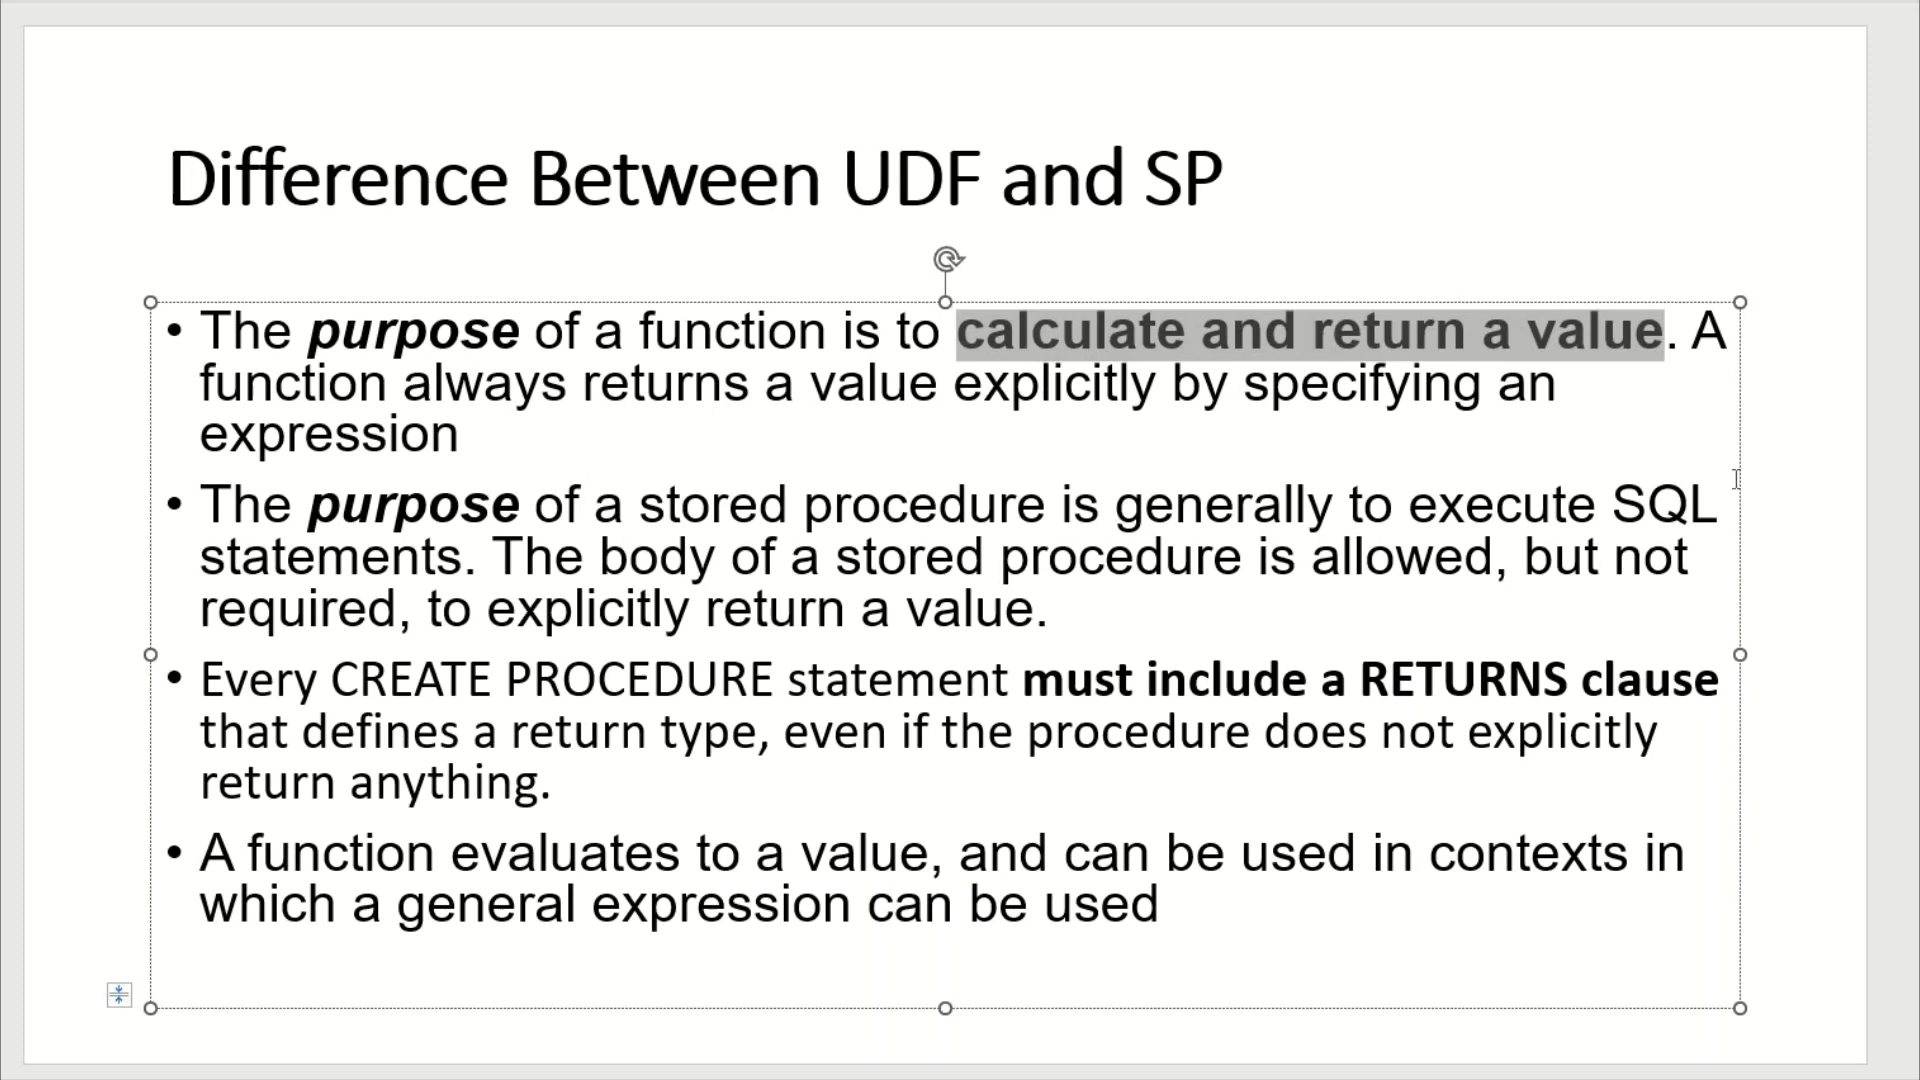 Difference Between UDF and SP
• The purpose of a function is to calculate and return a value. A
function always returns a value explicitly by specifying an
expression
• The purpose of a stored procedure is generally to execute SQL
statements. The body of a stored procedure is allowed, but not
required, to explicitly return a value.
• Every CREATE PROCEDURE statement must include a RETURNS clause
that defines a return type, even if the procedure does not explicitly
return anything.
• A function evaluates to a value, and can be used in contexts in
which a general expression can be used